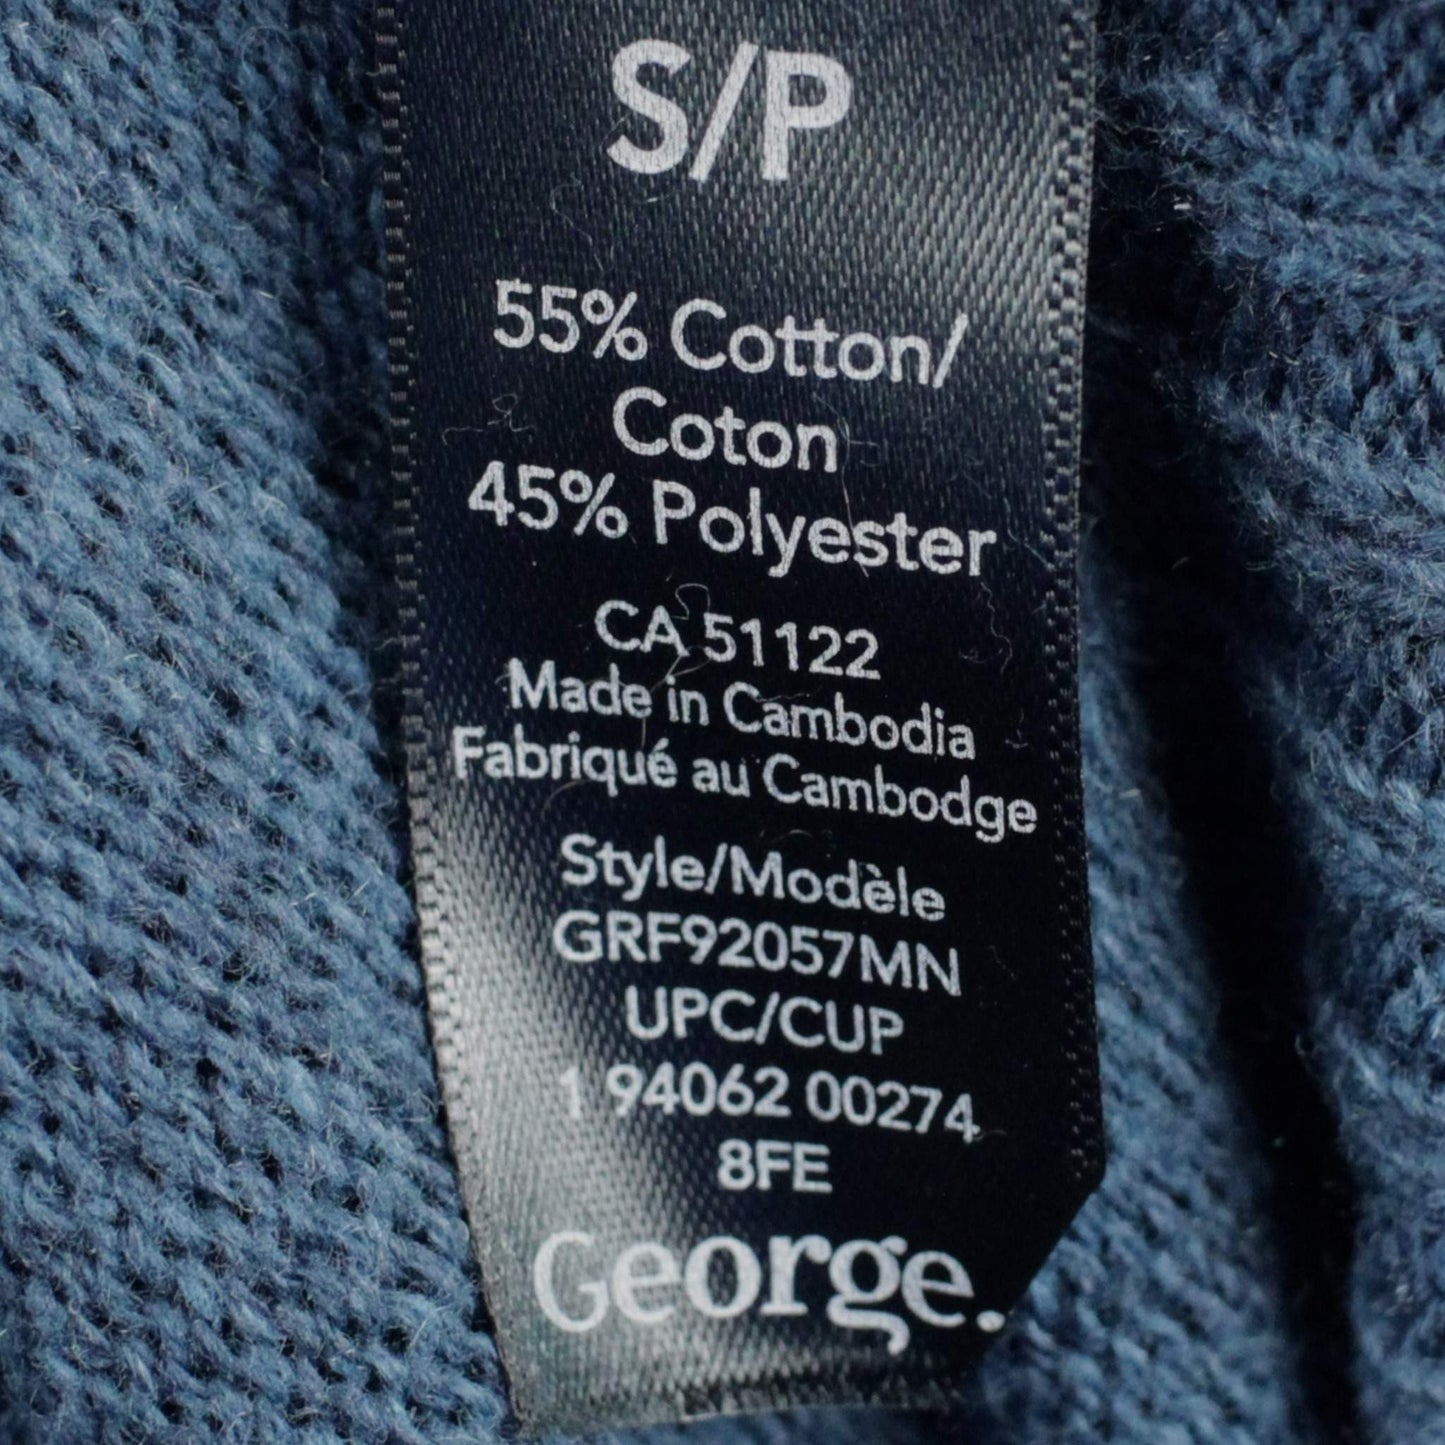 S/P
55% Cotton/
Coton
45% Polyester
CA 51122
Made in Cambodia
Fabriqué au Cambodge
Style/Modèle
GRF92057MN
UPC/CUP
1 94062 00274
8FE
George.